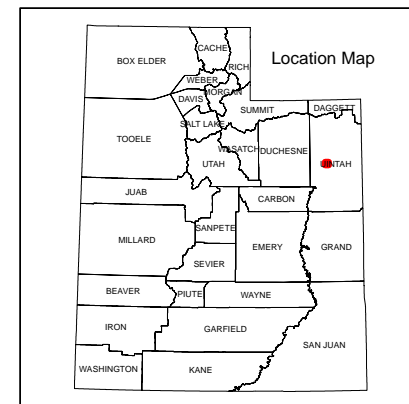 Location Map
CACHE
BOX ELDER
RICH
WEBER
MORGAN
DAVIS
SUMMIT
DAGGETT
SALT LAKE
TOOELE
WASATCH
DUCHESNE
UINTAH
UTAH
JUAB
CARBON
SANPETE
MILLARD
EMERY
GRAND
SEVIER
BEAVER
PIUTE
WAYNE
IRON
GARFIELD
SAN JUAN
WASHINGTON
KANE